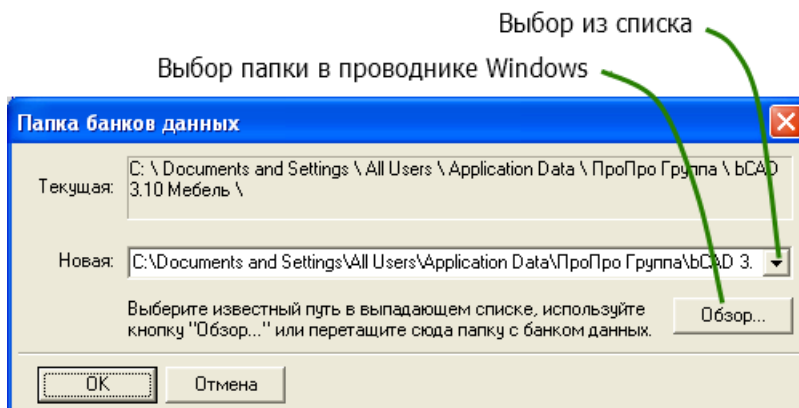 Выбор из списка
Выбор папки в проводнике Windows
Папка банков данных
Текущая:
C: \ Documents and Settings \ All Users \ Application Data \ ПроПро Группа \ bCAD
3.10 Мебель \
Новая:
C:\Documents and Settings\All Users\Application Data\ПроПро Группа\bCAD 3.
Выберите известный путь в выпадающем списке, используйте
кнопку "Обзор..." или перетащите сюда папку с банком данных.
Обзор...
OK
Отмена